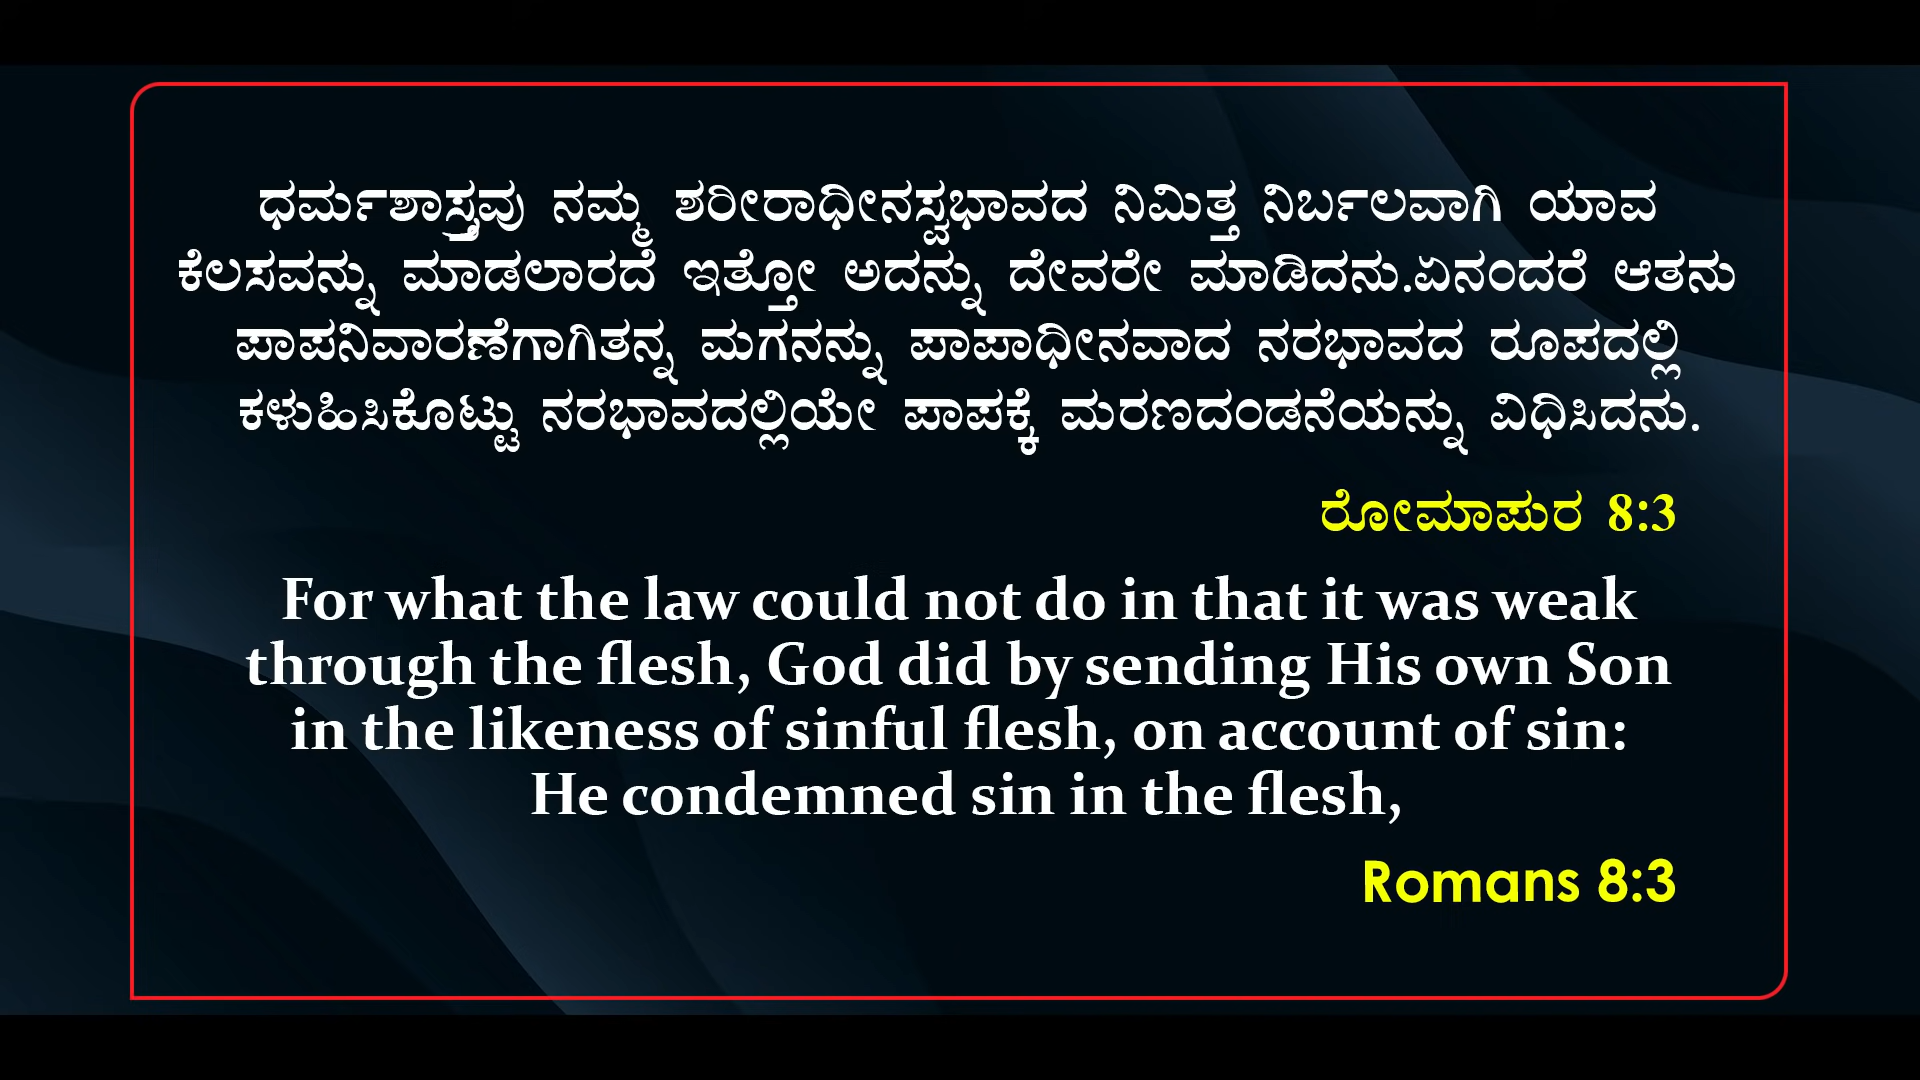 ಧರ್ಮಶಾಸ್ತ್ರವು ನಮ್ಮ ಶರೀರಾಧೀನಸ್ವಭಾವದ ನಿಮಿತ್ತ ನಿರ್ಬಲವಾಗಿ ಯಾವ
ಕೆಲಸವನ್ನು ಮಾಡಲಾರದೆ ಇತ್ತೋ ಅದನ್ನು ದೇವರೇ ಮಾಡಿದನು.ಏನಂದರೆ ಆತನು
ಪಾಪನಿವಾರಣೆಗಾಗಿತನ್ನ ಮಗನನ್ನು ಪಾಪಾಧೀನವಾದ ನರಭಾವದ ರೂಪದಲ್ಲಿ
ಕಳುಹಿಸಿಕೊಟ್ಟು ನರಭಾವದಲ್ಲಿಯೇ ಪಾಪಕ್ಕೆ ಮರಣದಂಡನೆಯನ್ನು ವಿಧಿಸಿದನು.
ರೋಮಾಪುರ 8:3
For what the law could not do in that it was weak
through the flesh, God did by sending His own Son
in the likeness of sinful flesh, on account of sin:
He condemned sin in the flesh,
Romans 8:3